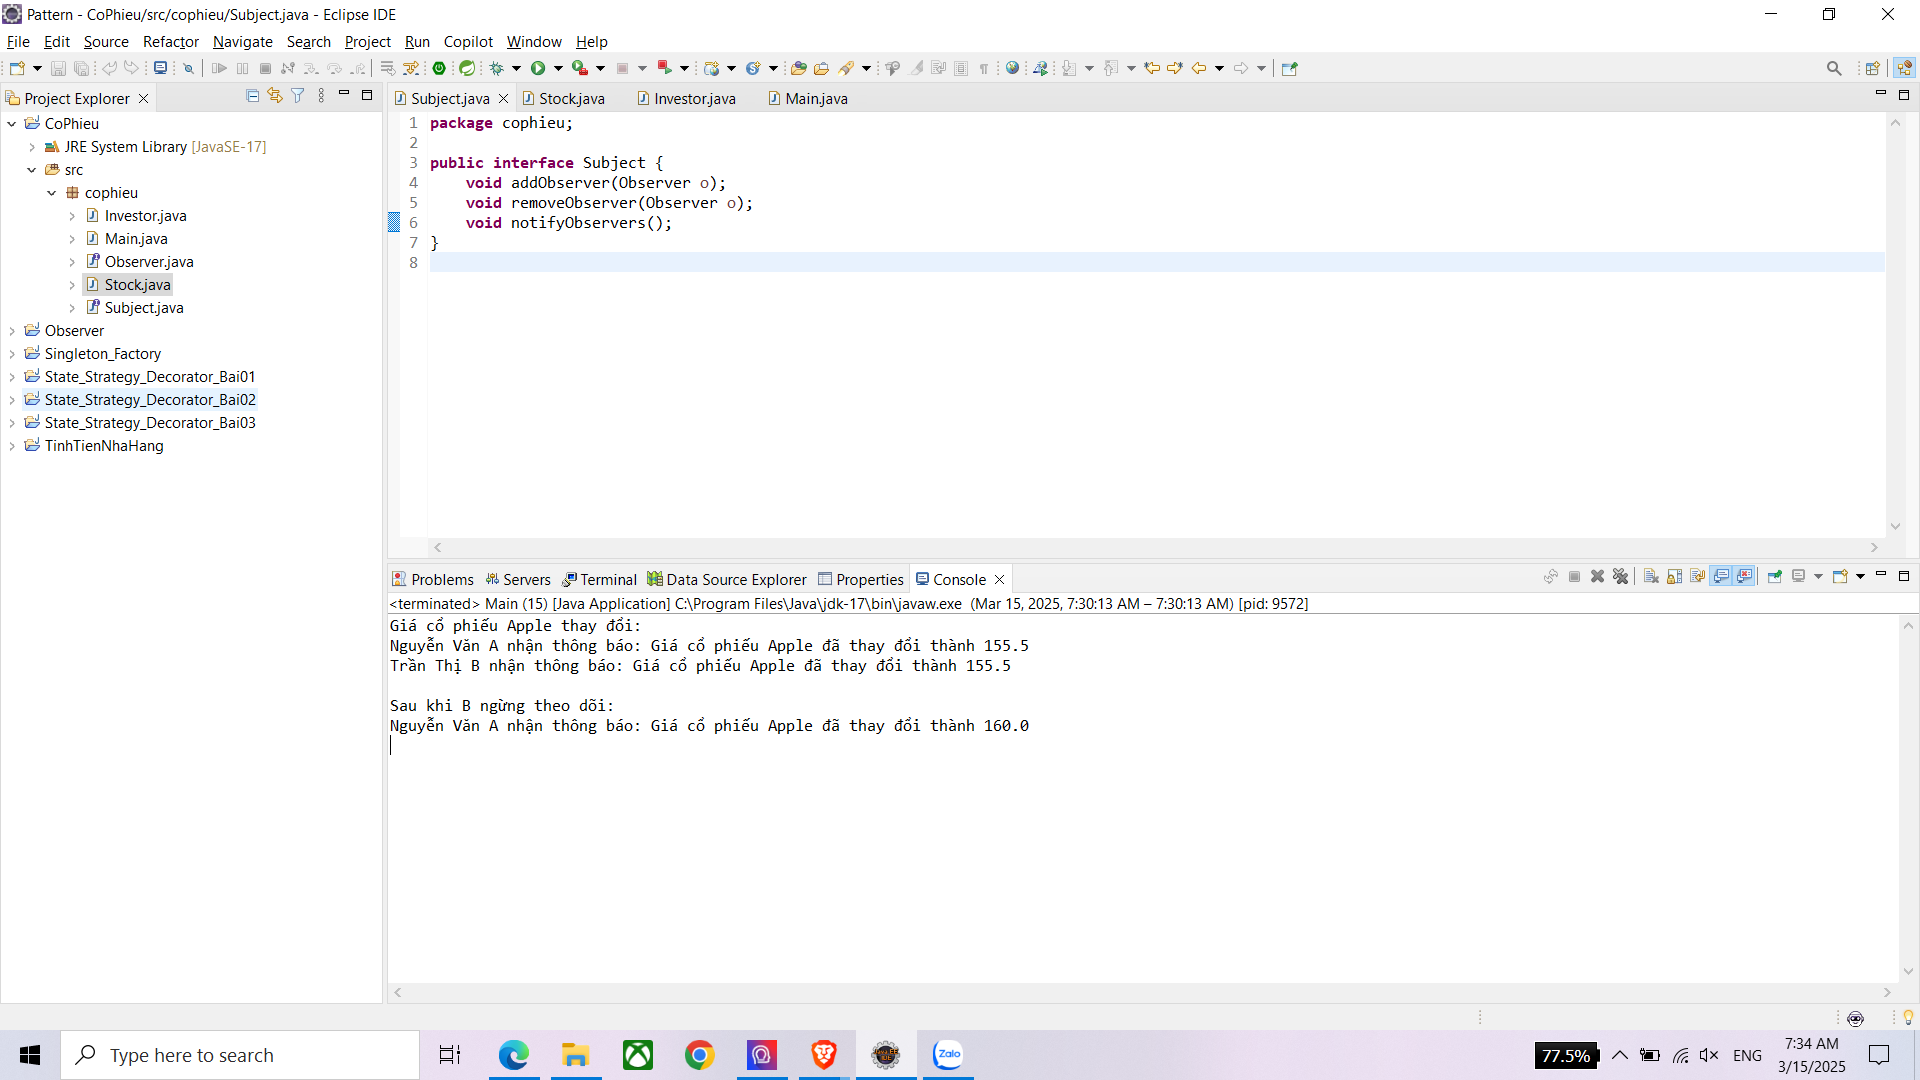 Pattern - CoPhieu/src/cophieu/Subject.java - Eclipse IDE
File Edit Source Refactor Navigate Search Project Run Copilot Window Help
Project Explorer
CoPhieu
JRE System Library [JavaSE-17]
src
cophieu
Investor.java
Main.java
Observer.java
Stock.java
Subject.java
Observer
Singleton_Factory
State_Strategy_Decorator_Bai01
State_Strategy_Decorator_Bai02
State_Strategy_Decorator_Bai03
TinhTienNhaHang
Subject.java Stock.java Investor.java Main.java
1 package cophieu;
2
3 public interface Subject {
4 void addObserver(Observer o);
5 void removeObserver(Observer o);
6 void notifyObservers();
7 }
8
Problems Servers Terminal Data Source Explorer Properties Console
<terminated> Main (15) [Java Application] C:\Program Files\Java\jdk-17\bin\javaw.exe (Mar 15, 2025, 7:30:13 AM – 7:30:13 AM) [pid: 9572]
Giá cổ phiếu Apple thay đổi:
Nguyễn Văn A nhận thông báo: Giá cổ phiếu Apple đã thay đổi thành 155.5
Trần Thị B nhận thông báo: Giá cổ phiếu Apple đã thay đổi thành 155.5
Sau khi B ngừng theo dõi:
Nguyễn Văn A nhận thông báo: Giá cổ phiếu Apple đã thay đổi thành 160.0
Type here to search
Zalo
77.5%
ENG
7:34 AM
3/15/2025